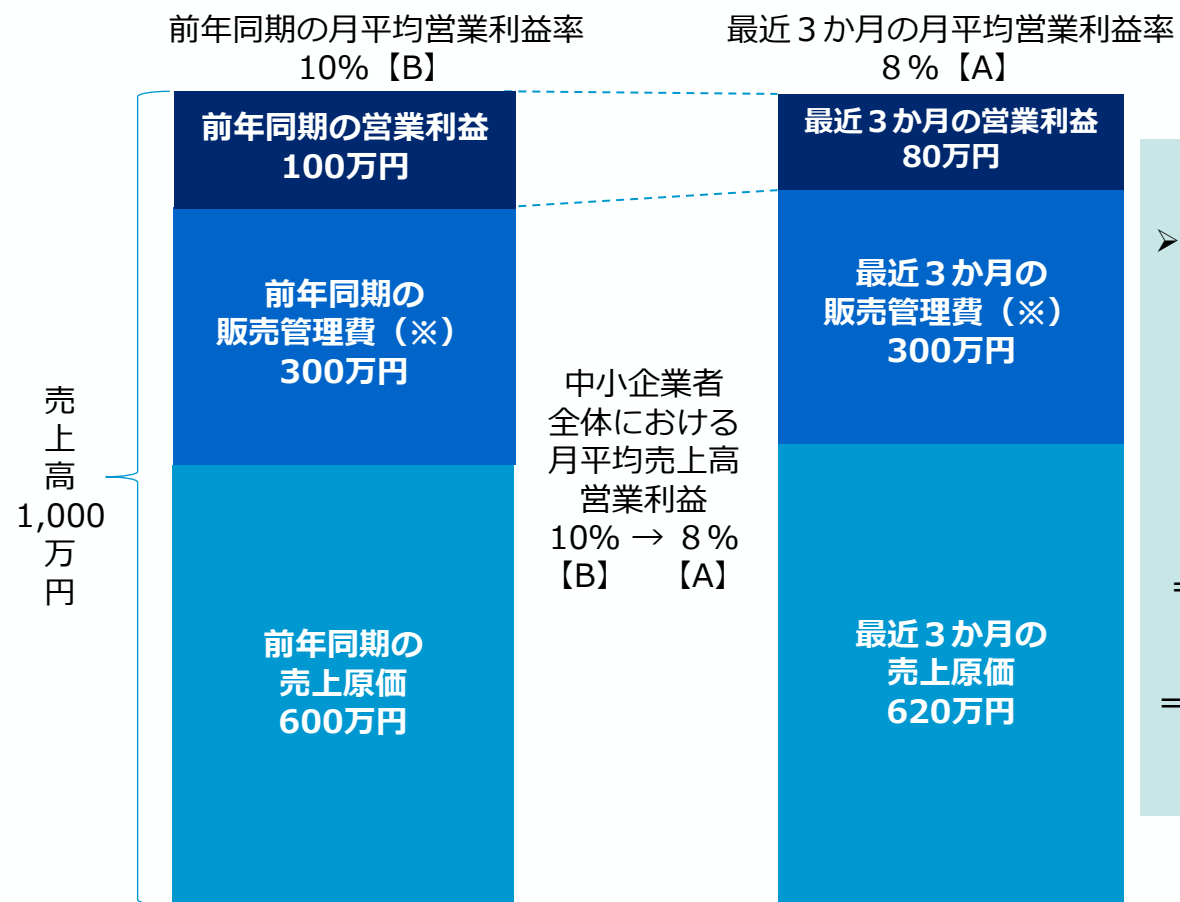 前年同期の月平均営業利益率
10%【B】
最近３か月の月平均営業利益率
８%【A】
前年同期の営業利益
100万円
最近３か月の営業利益
80万円
前年同期の
販売管理費（※）
300万円
最近３か月の
販売管理費（※）
300万円
売
上
高
1,000
万
円
中小企業者
全体における
月平均売上高
営業利益
10% → ８%
【B】 【A】
前年同期の
売上原価
600万円
最近３か月の
売上原価
620万円
➢
＝
＝